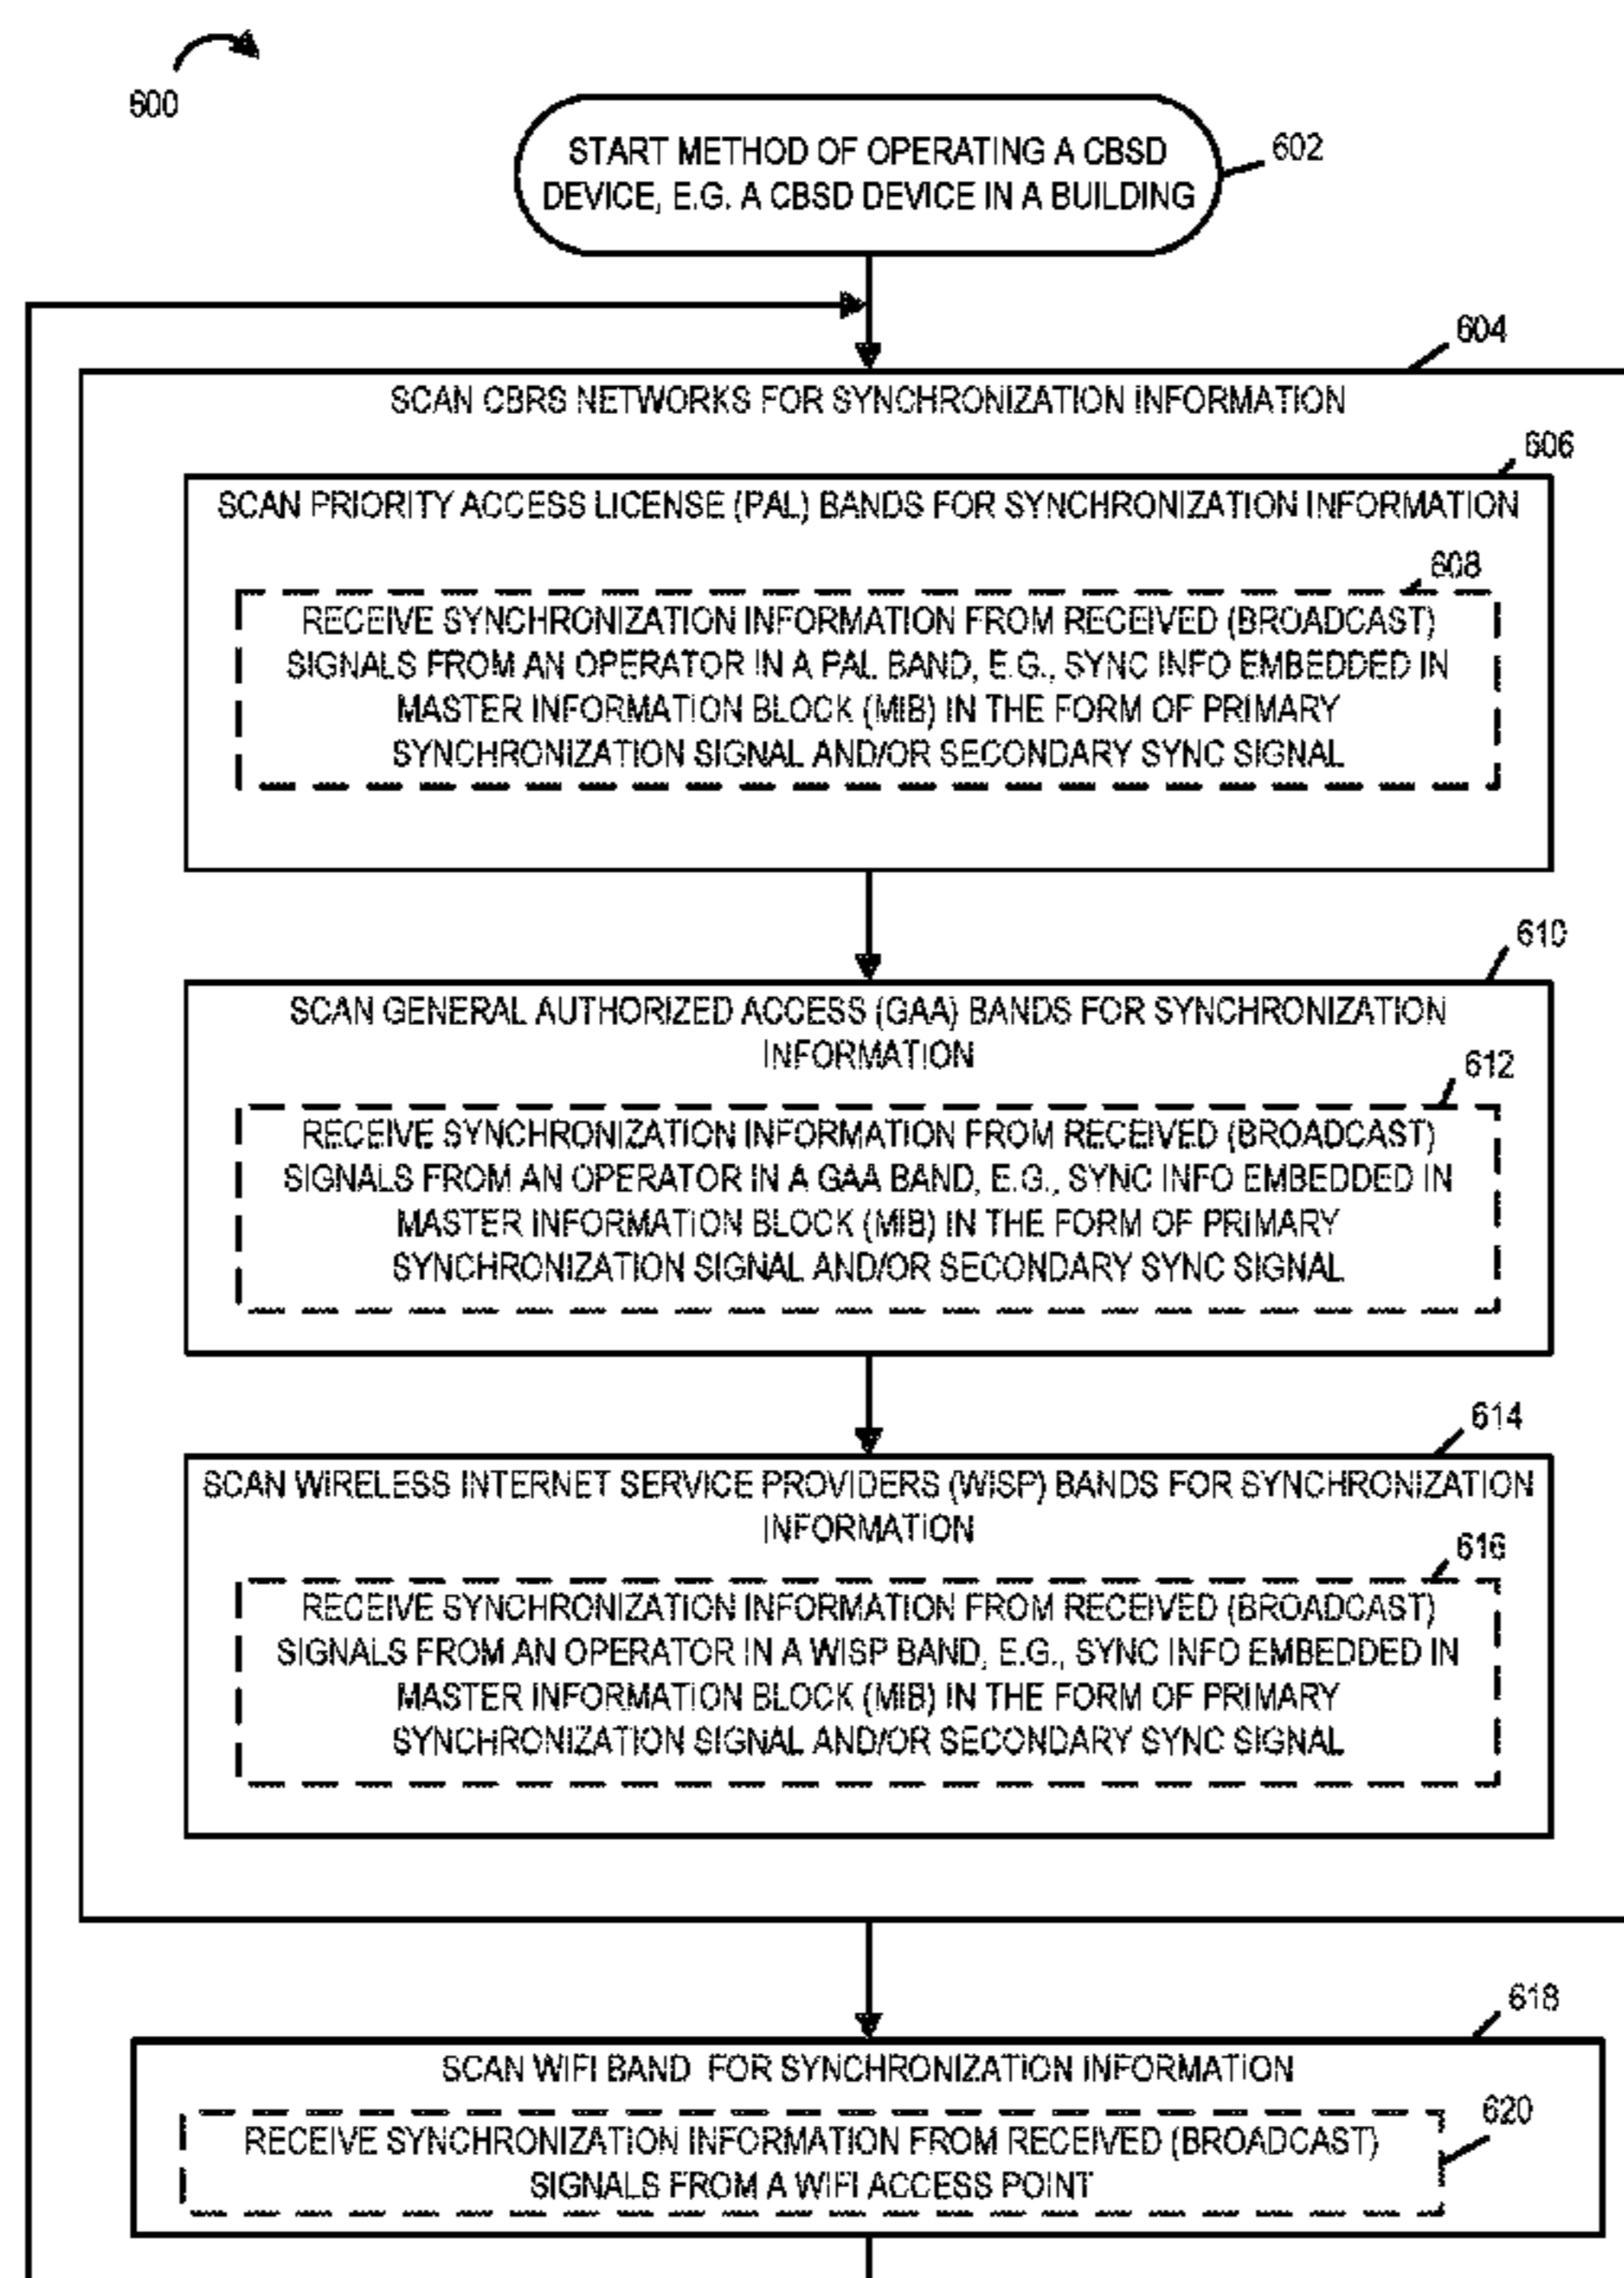 600
START METHOD OF OPERATING A CBSD
DEVICE, E.G. A CBSD DEVICE IN A BUILDING
602
604
SCAN CBRS NETWORKS FOR SYNCHRONIZATION INFORMATION
606
SCAN PRIORITY ACCESS LICENSE (PAL) BANDS FOR SYNCHRONIZATION INFORMATION
608
RECEIVE SYNCHRONIZATION INFORMATION FROM RECEIVED (BROADCAST)
SIGNALS FROM AN OPERATOR IN A PAL BAND, E.G., SYNC INFO EMBEDDED IN
MASTER INFORMATION BLOCK (MIB) IN THE FORM OF PRIMARY
SYNCHRONIZATION SIGNAL AND/OR SECONDARY SYNC SIGNAL
610
SCAN GENERAL AUTHORIZED ACCESS (GAA) BANDS FOR SYNCHRONIZATION
INFORMATION
612
RECEIVE SYNCHRONIZATION INFORMATION FROM RECEIVED (BROADCAST)
SIGNALS FROM AN OPERATOR IN A GAA BAND, E.G., SYNC INFO EMBEDDED IN
MASTER INFORMATION BLOCK (MIB) IN THE FORM OF PRIMARY
SYNCHRONIZATION SIGNAL AND/OR SECONDARY SYNC SIGNAL
614
SCAN WIRELESS INTERNET SERVICE PROVIDERS (WISP) BANDS FOR SYNCHRONIZATION
INFORMATION
616
RECEIVE SYNCHRONIZATION INFORMATION FROM RECEIVED (BROADCAST)
SIGNALS FROM AN OPERATOR IN A WISP BAND, E.G., SYNC INFO EMBEDDED IN
MASTER INFORMATION BLOCK (MIB) IN THE FORM OF PRIMARY
SYNCHRONIZATION SIGNAL AND/OR SECONDARY SYNC SIGNAL
618
SCAN WIFI BAND FOR SYNCHRONIZATION INFORMATION
620
RECEIVE SYNCHRONIZATION INFORMATION FROM RECEIVED (BROADCAST)
SIGNALS FROM A WIFI ACCESS POINT